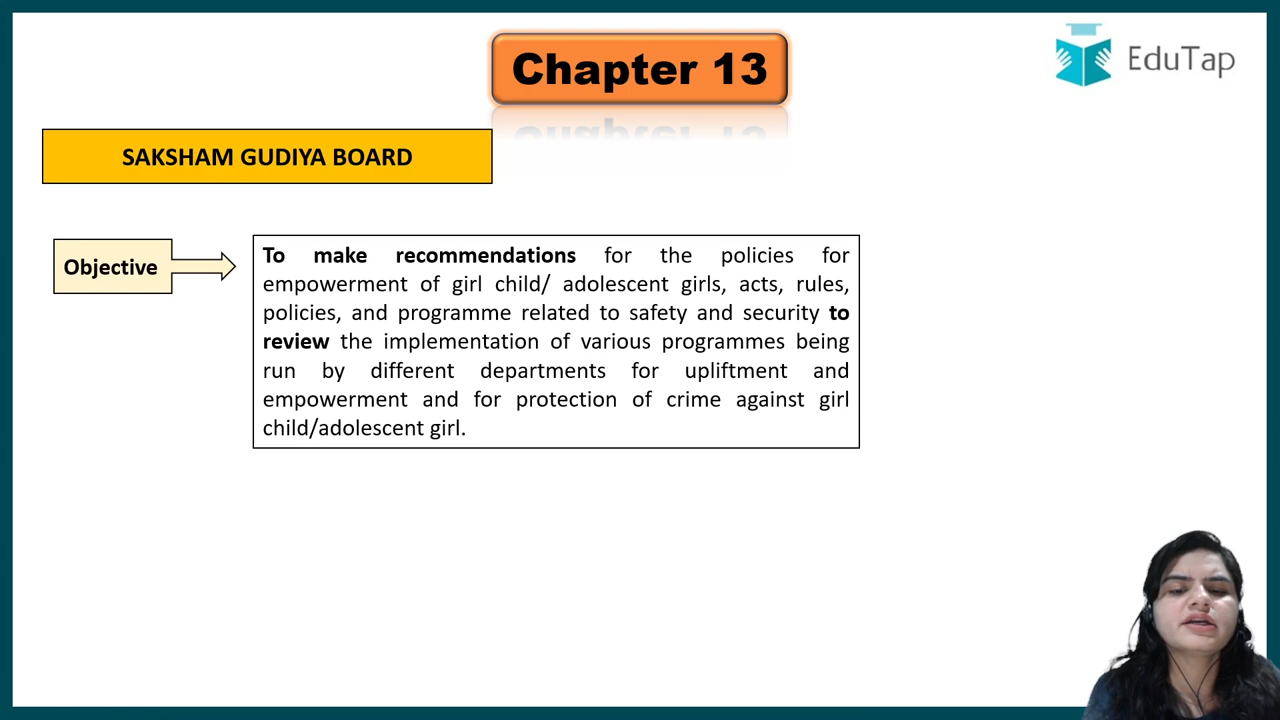 Chapter 13
EduTap
SAKSHAM GUDIYA BOARD
Objective
To make recommendations for the policies for
empowerment of girl child/ adolescent girls, acts, rules,
policies, and programme related to safety and security to
review the implementation of various programmes being
run by different departments for upliftment and
empowerment and for protection of crime against girl
child/adolescent girl.